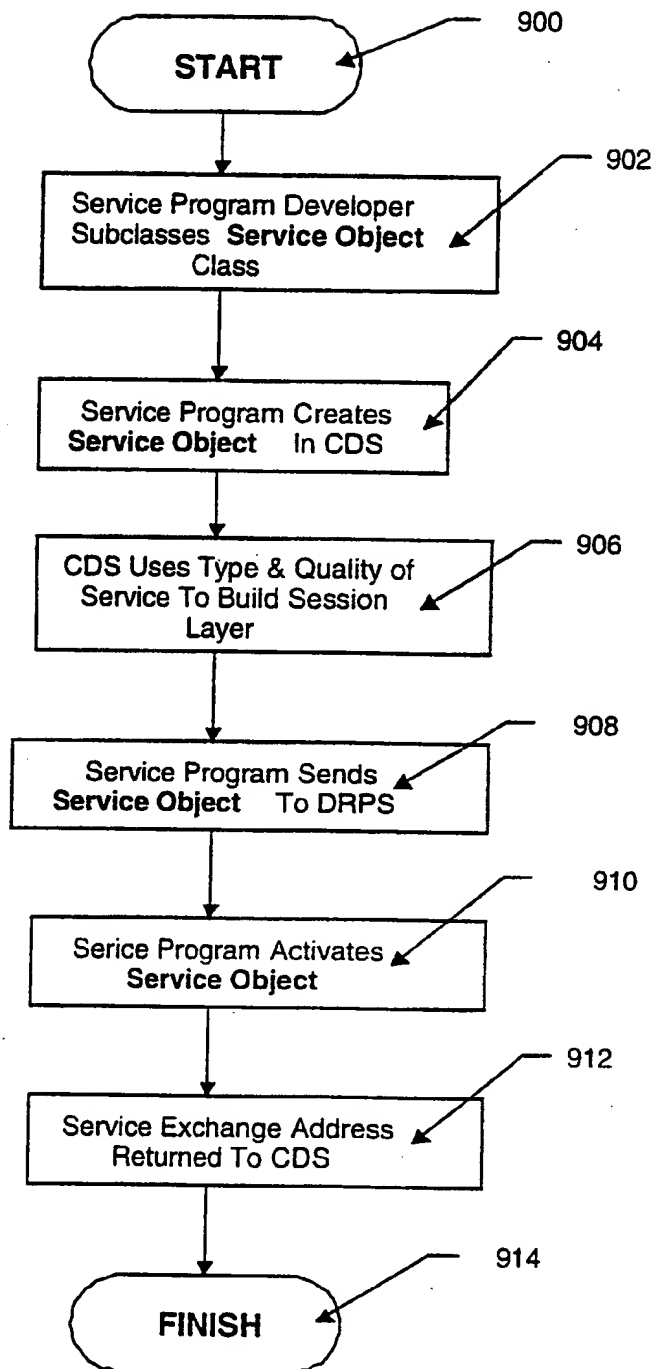 START
900
902
Service Program Developer
Subclasses Service Object
Class
904
Service Program Creates
Service Object In CDS
906
CDS Uses Type & Quality of
Service To Build Session
Layer
908
Service Program Sends
Service Object To DRPS
910
Serice Program Activates
Service Object
912
Service Exchange Address
Returned To CDS
914
FINISH